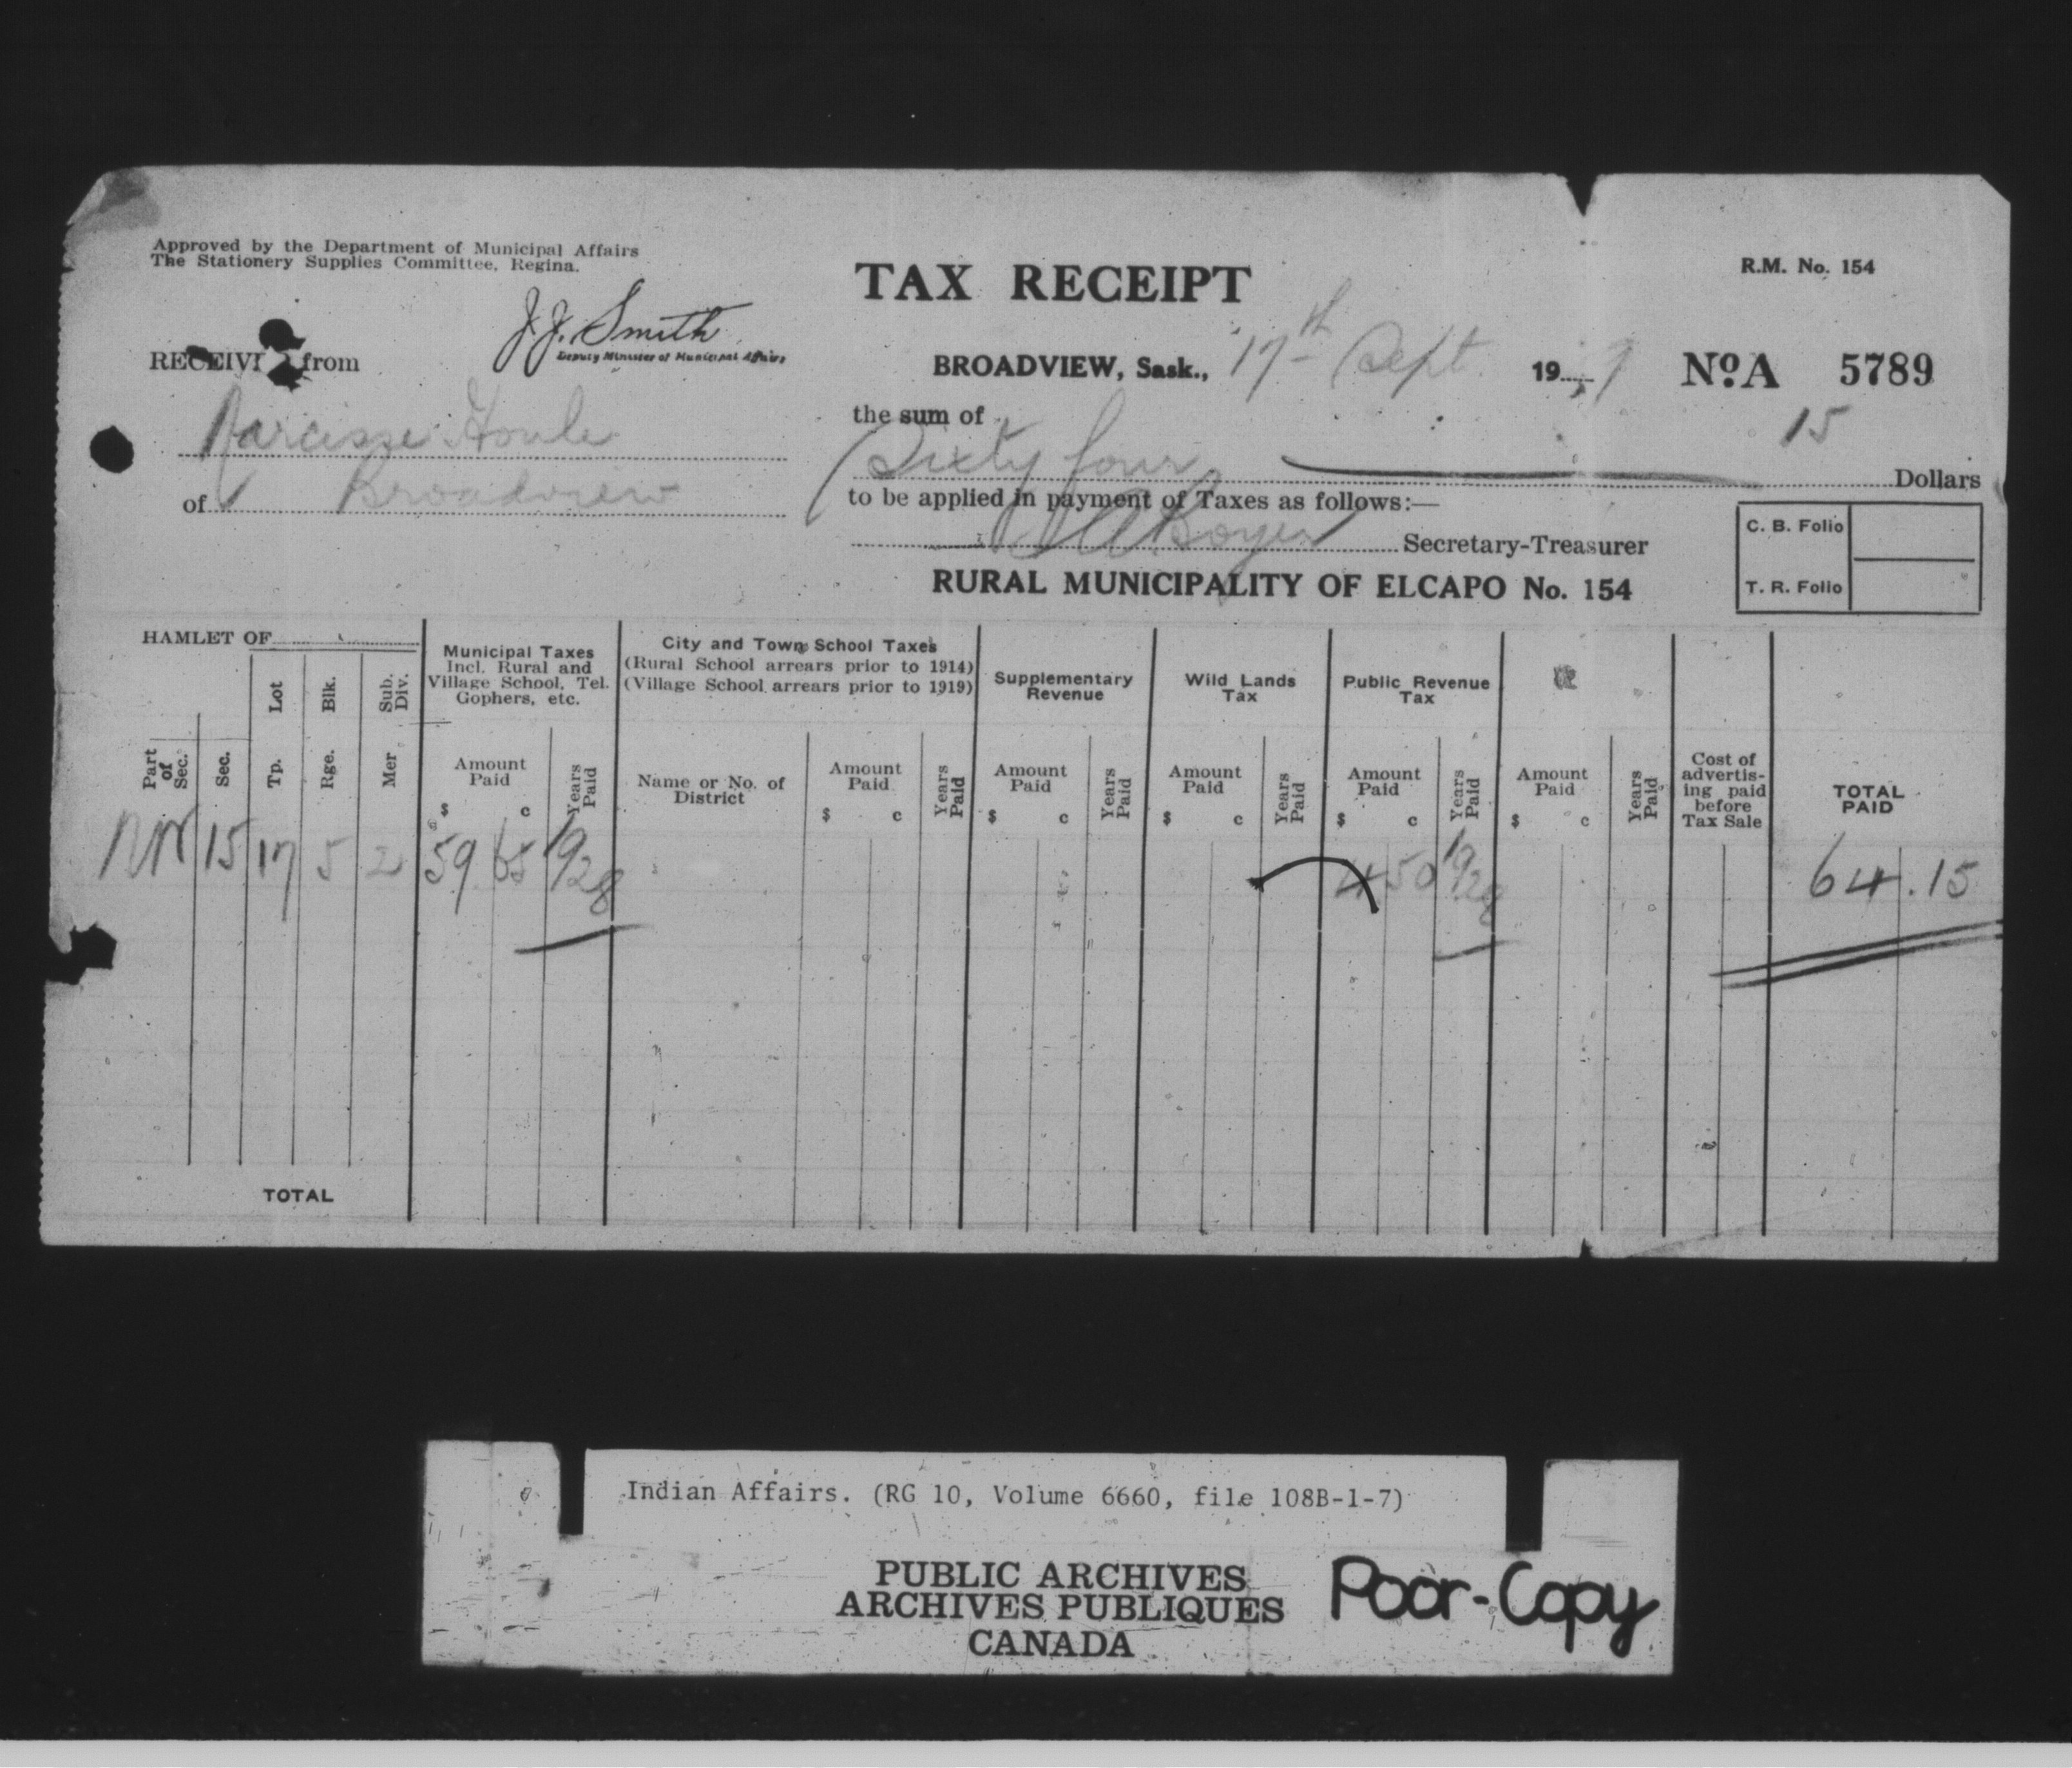 Approved by the Department of Municipal Affairs
The Stationery Supplies Committee, Regina.
TAX RECEIPT
R.M. No. 154
J.J. Smith
Deputy Minister of Municipal Affairs
RECEIV from
BROADVIEW, Sask., 17th Sept 19 No. A 5789
the sum of
Narcisse Houle
Sixty four 15 Dollars
of Broadview
to be applied in payment of Taxes as follows:—
Secretary-Treasurer
C. B. Folio
T. R. Folio
RURAL MUNICIPALITY OF ELCAPO No. 154
HAMLET OF
Lot
Blk.
Sub. Div.
Part of Sec.
Sec.
Tp.
Rge.
Mer
Municipal Taxes
Incl. Rural and
Village School, Tel.
Gophers, etc.
Amount Paid
$ c
Years Paid
City and Town School Taxes
(Rural School arrears prior to 1914)
(Village School arrears prior to 1919)
Name or No. of District
Amount Paid
$ c
Years Paid
Supplementary Revenue
Amount Paid
$ c
Years Paid
Wild Lands Tax
Amount Paid
$ c
Years Paid
Public Revenue Tax
Amount Paid
$ c
Years Paid
Amount Paid
$ c
Years Paid
Cost of
advertis-
ing paid
before
Tax Sale
TOTAL PAID
NW 15 17 5 2 59 65 1928 4 50 1928 64.15
TOTAL
Indian Affairs. (RG 10, Volume 6660, file 108B-1-7)
PUBLIC ARCHIVES
ARCHIVES PUBLIQUES
CANADA
Poor-Copy